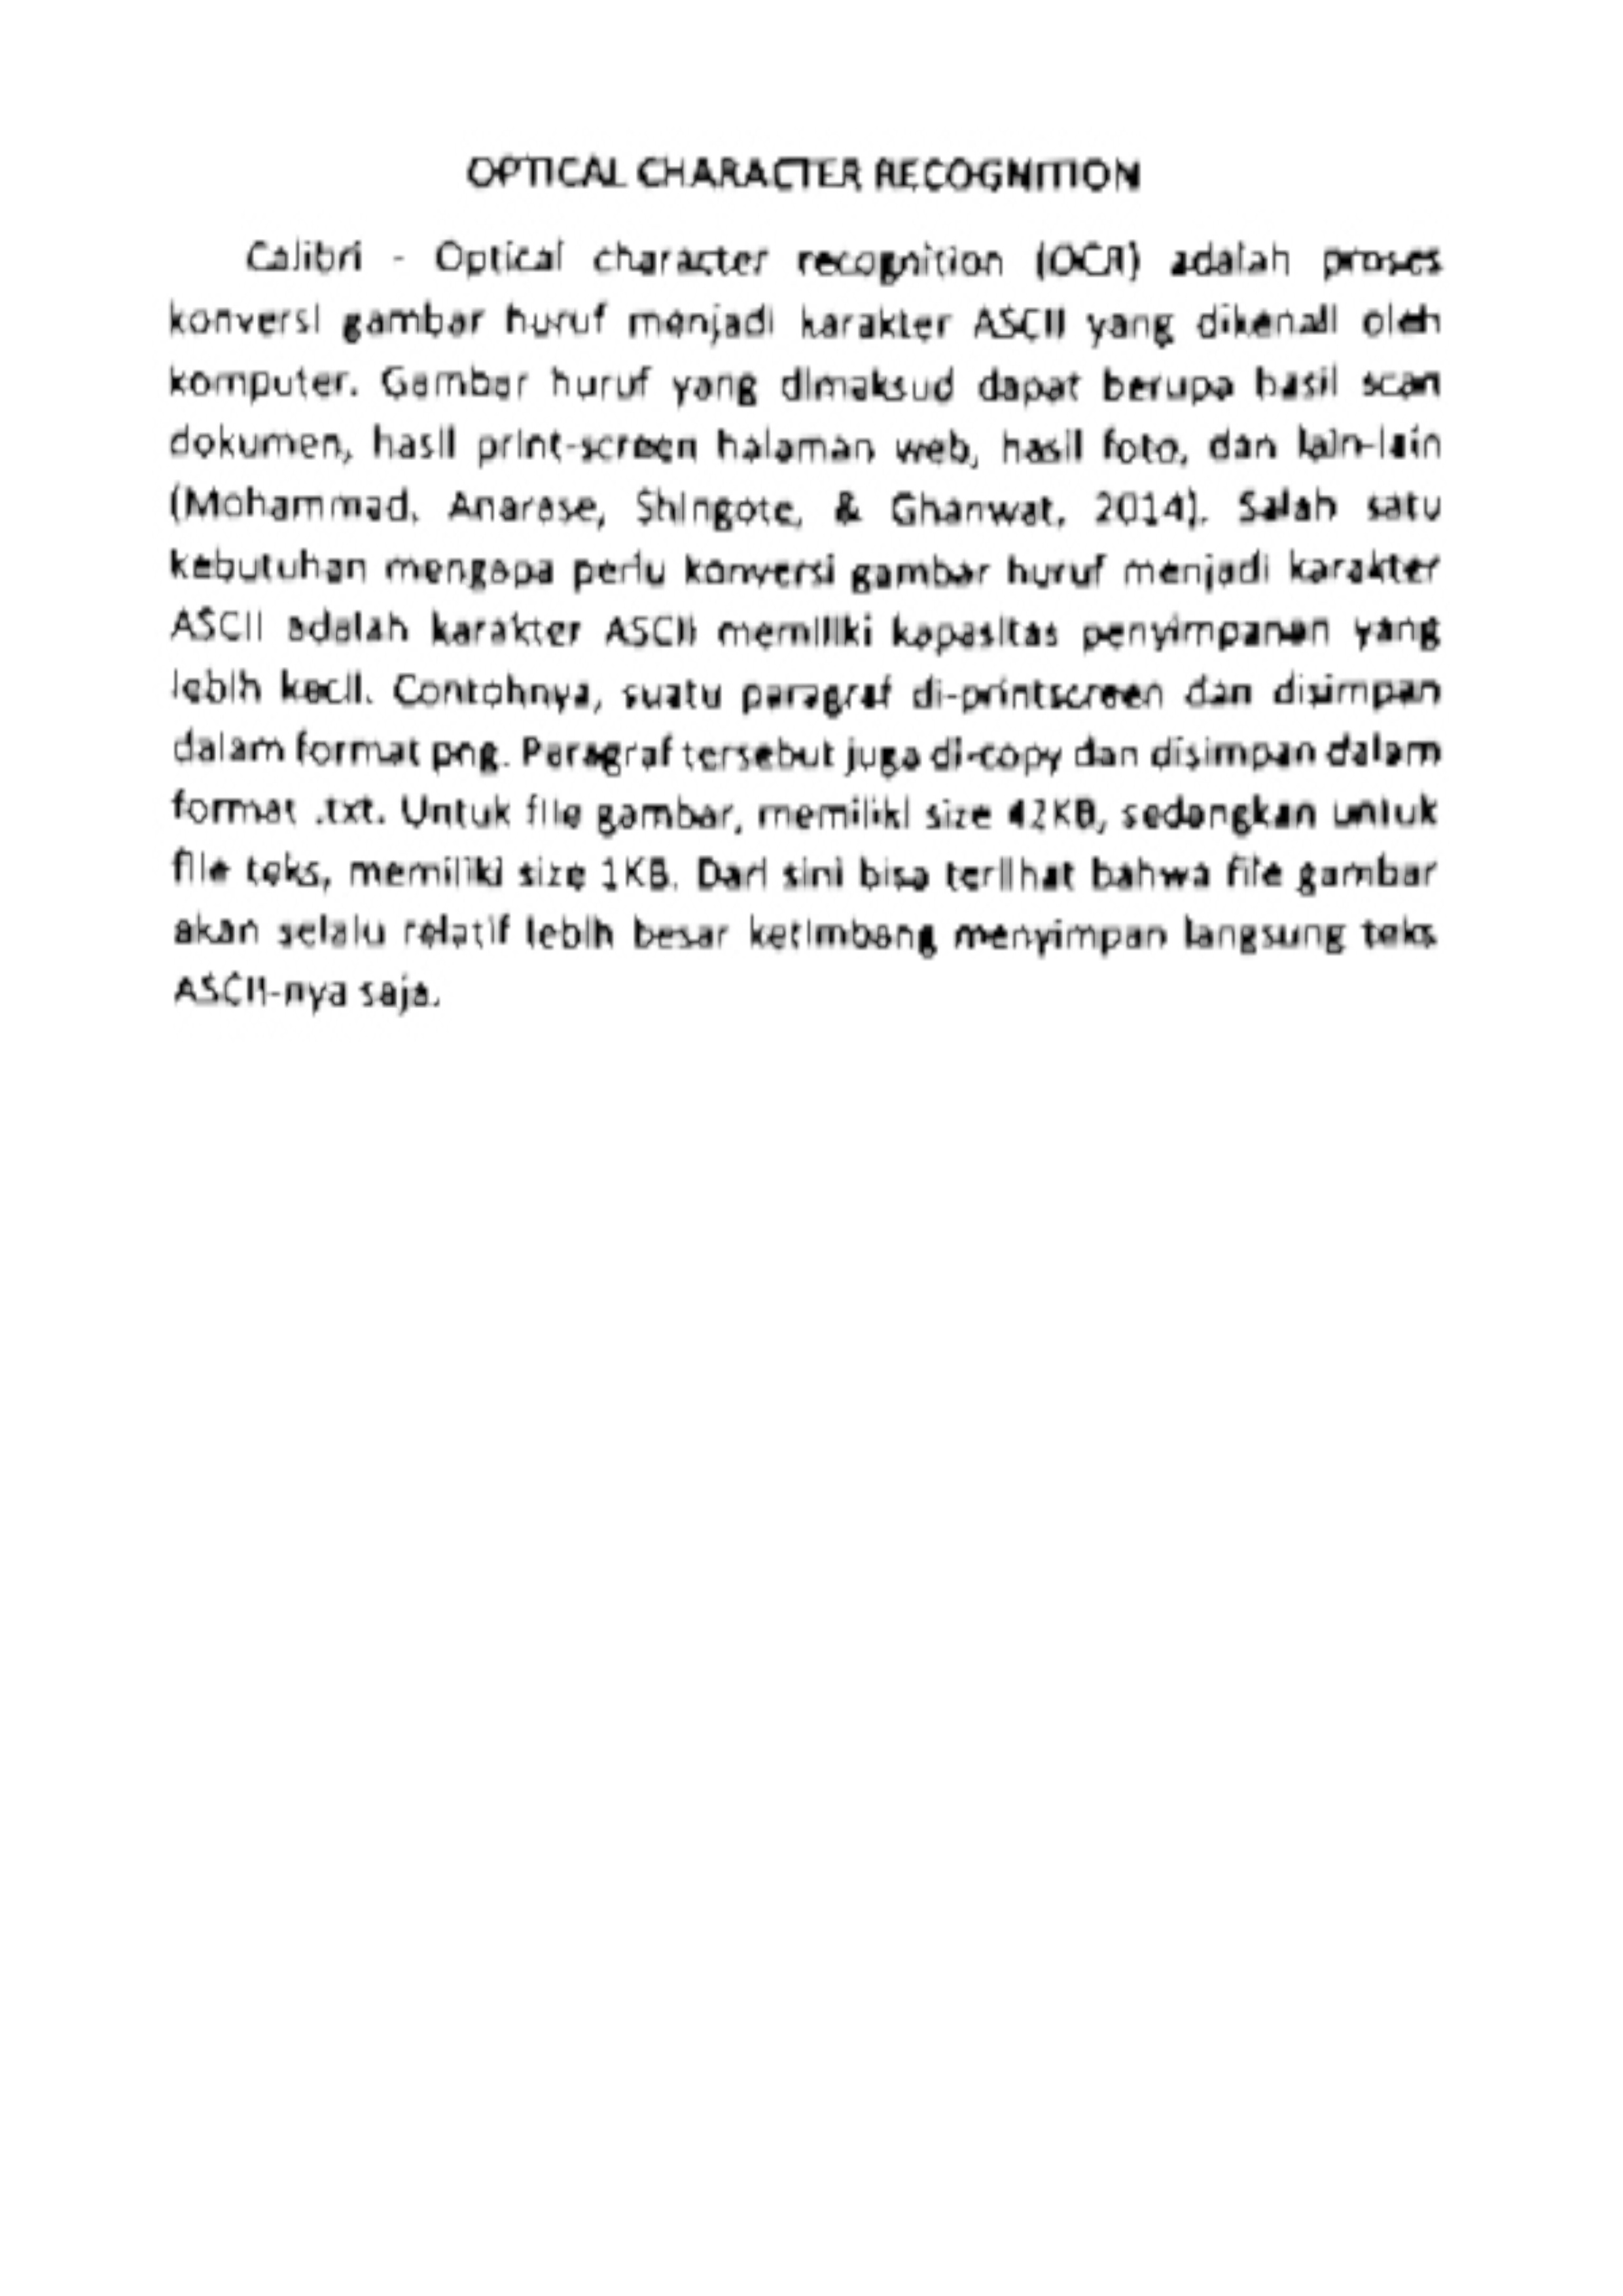 OPTICAL CHARACTER RECOGNITION
Calibri - Optical character recognition (OCR) adalah proses
konversi gambar huruf menjadi karakter ASCII yang dikenali oleh
komputer. Gambar huruf yang dimaksud dapat berupa hasil scan
dokumen, hasil print-screen halaman web, hasil foto, dan lain-lain
(Mohammad, Anarase, Shingote, & Ghanwat, 2014). Salah satu
kebutuhan mengapa perlu konversi gambar huruf menjadi karakter
ASCII adalah karakter ASCII memiliki kapasitas penyimpanan yang
lebih kecil. Contohnya, suatu paragraf di-printscreen dan disimpan
dalam format png. Paragraf tersebut juga di-copy dan disimpan dalam
format .txt. Untuk file gambar, memiliki size 42KB, sedangkan untuk
file teks, memiliki size 1KB. Dari sini bisa terlihat bahwa file gambar
akan selalu relatif lebih besar ketimbang menyimpan langsung teks
ASCII-nya saja.